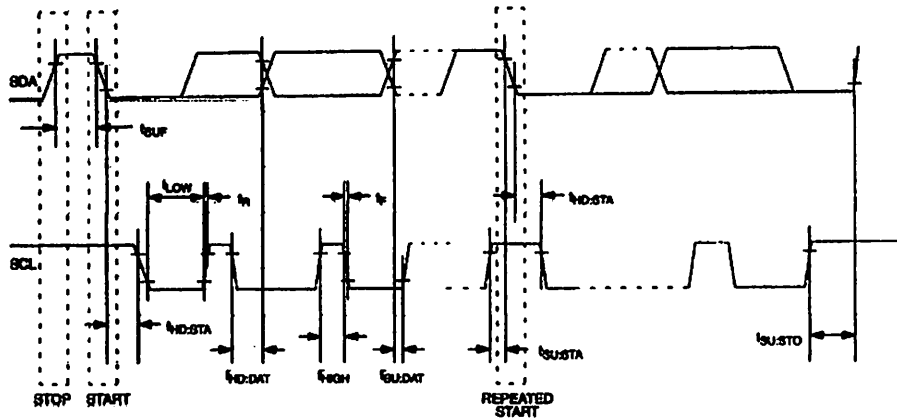 SDA
tSUF
tLOW
tR
tF
tHD:STA
SCL
tHD:STA
tHD:DAT
tHIGH
tSU:DAT
tSU:STA
tSU:STO
STOP
START
REPEATED
START